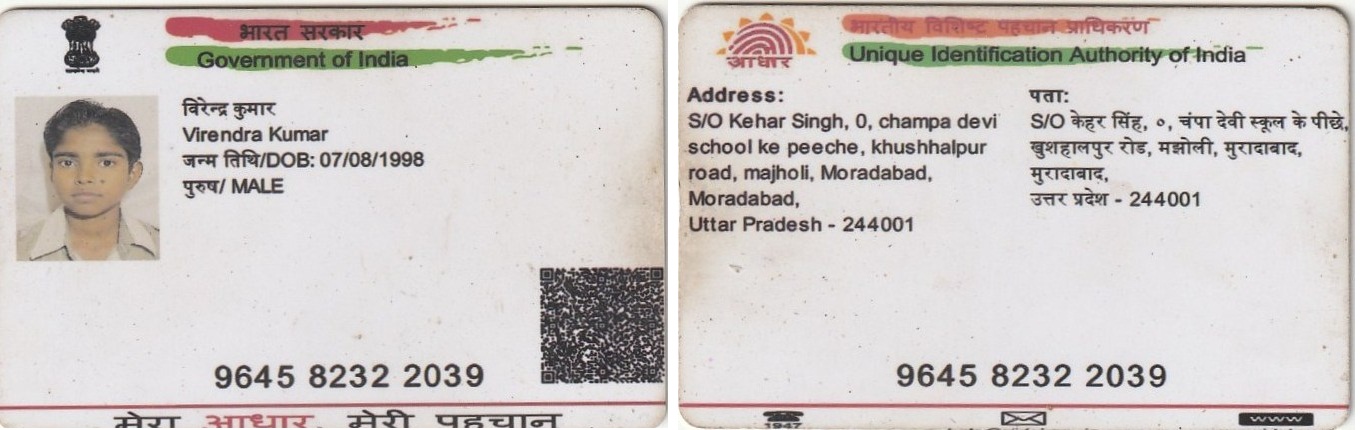 भारत सरकार
Government of India
विरेन्द्र कुमार
Virendra Kumar
जन्म तिथि/DOB: 07/08/1998
पुरुष/ MALE
9645 8232 2039
मेरा आधार, मेरी पहचान
आधार
भारतीय विशिष्ट पहचान प्राधिकरण
Unique Identification Authority of India
Address:
S/O Kehar Singh, 0, champa devi
school ke peeche, khushhalpur
road, majholi, Moradabad,
Moradabad,
Uttar Pradesh - 244001
पता:
S/O केहर सिंह, ०, चंपा देवी स्कूल के पीछे,
खुशहालपुर रोड, मझोली, मुरादाबाद,
मुरादाबाद,
उत्तर प्रदेश - 244001
9645 8232 2039
1947
www